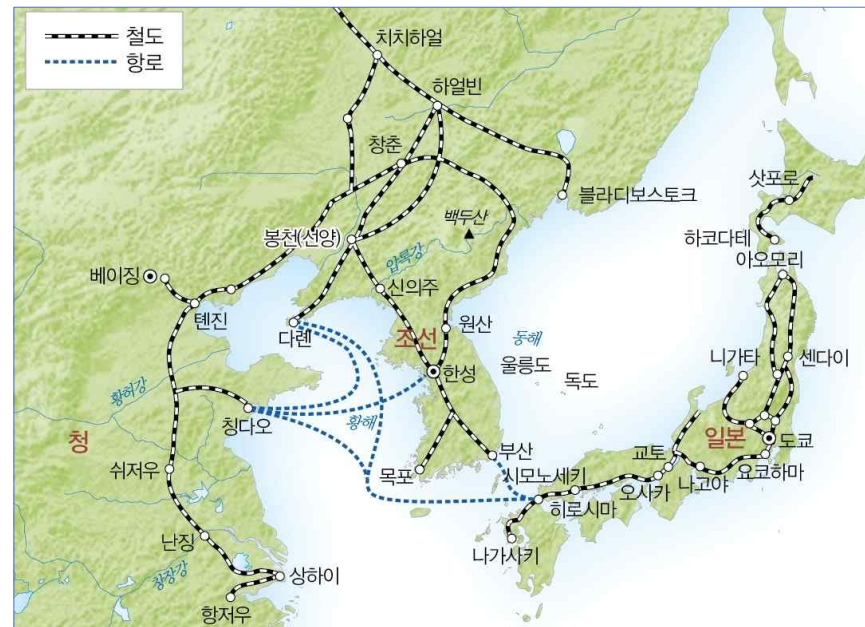 철도
항로
치치하얼
하얼빈
창춘
블라디보스토크
삿포로
백두산
하코다테
봉천(선양)
아오모리
압록강
베이징
신의주
톈진
다롄
조선
원산
동해
울릉도
독도
니가타
센다이
한성
황허강
칭다오
황해
청
일본
도쿄
쉬저우
목포
부산
시모노세키
교토
요코하마
나고야
오사카
히로시마
난징
나가사키
상하이
창장강
항저우